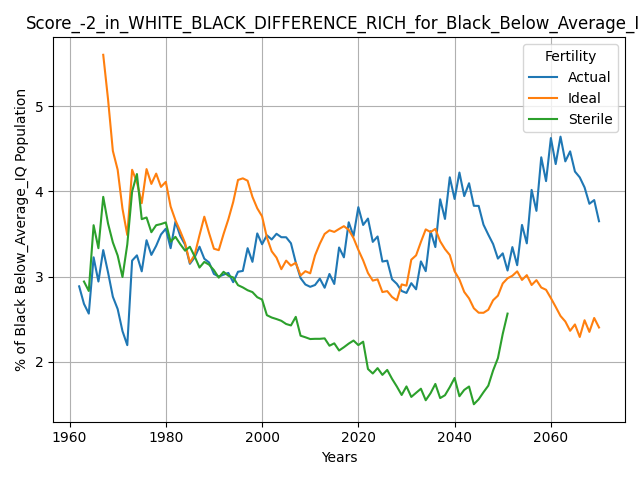 Score_-2_in_WHITE_BLACK_DIFFERENCE_RICH_for_Black_Below_Average_I
Fertility
Actual
Ideal
Sterile
% of Black Below_Average_IQ Population
5
4
3
2
1960
1980
2000
2020
2040
2060
Years